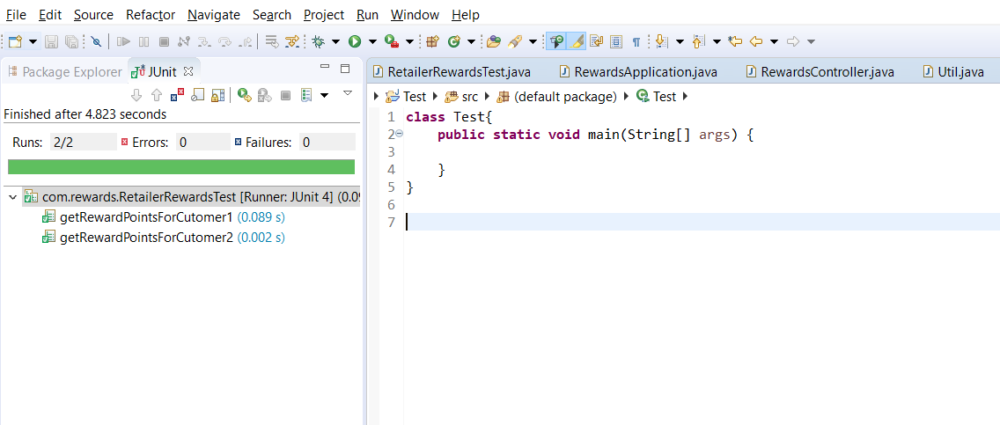 File Edit Source Refactor Navigate Search Project Run Window Help
Package Explorer JUnit
Finished after 4.823 seconds
Runs: 2/2 Errors: 0 Failures: 0
com.rewards.RetailerRewardsTest [Runner: JUnit 4] (0.09
getRewardPointsForCutomer1 (0.089 s)
getRewardPointsForCutomer2 (0.002 s)
RetailerRewardsTest.java RewardsApplication.java RewardsController.java Util.java
Test src (default package) Test
1 class Test{
2 public static void main(String[] args) {
3
4 }
5 }
6
7